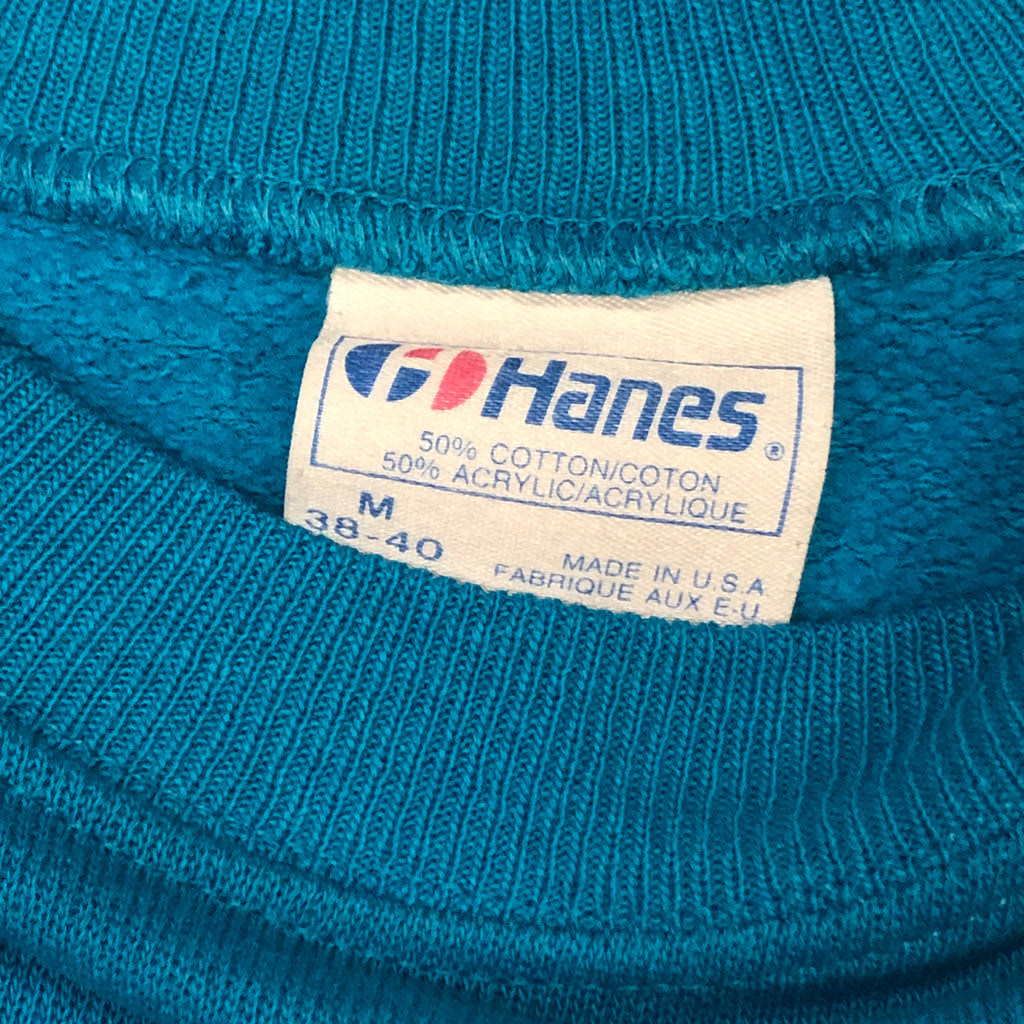 Hanes®
50% COTTON/COTON
50% ACRYLIC/ACRYLIQUE
M
38-40
MADE IN U.S.A
FABRIQUE AUX E-U